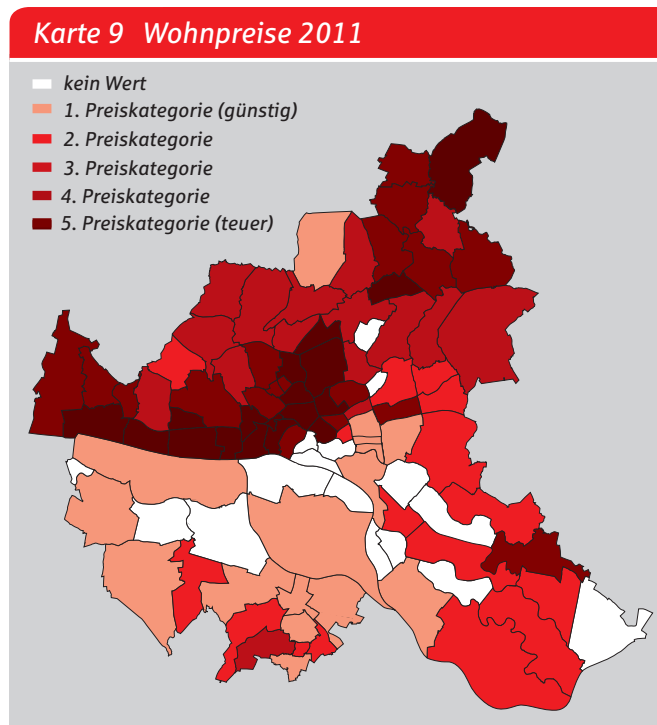 Karte 9 Wohnpreise 2011
kein Wert
1. Preiskategorie (günstig)
2. Preiskategorie
3. Preiskategorie
4. Preiskategorie
5. Preiskategorie (teuer)